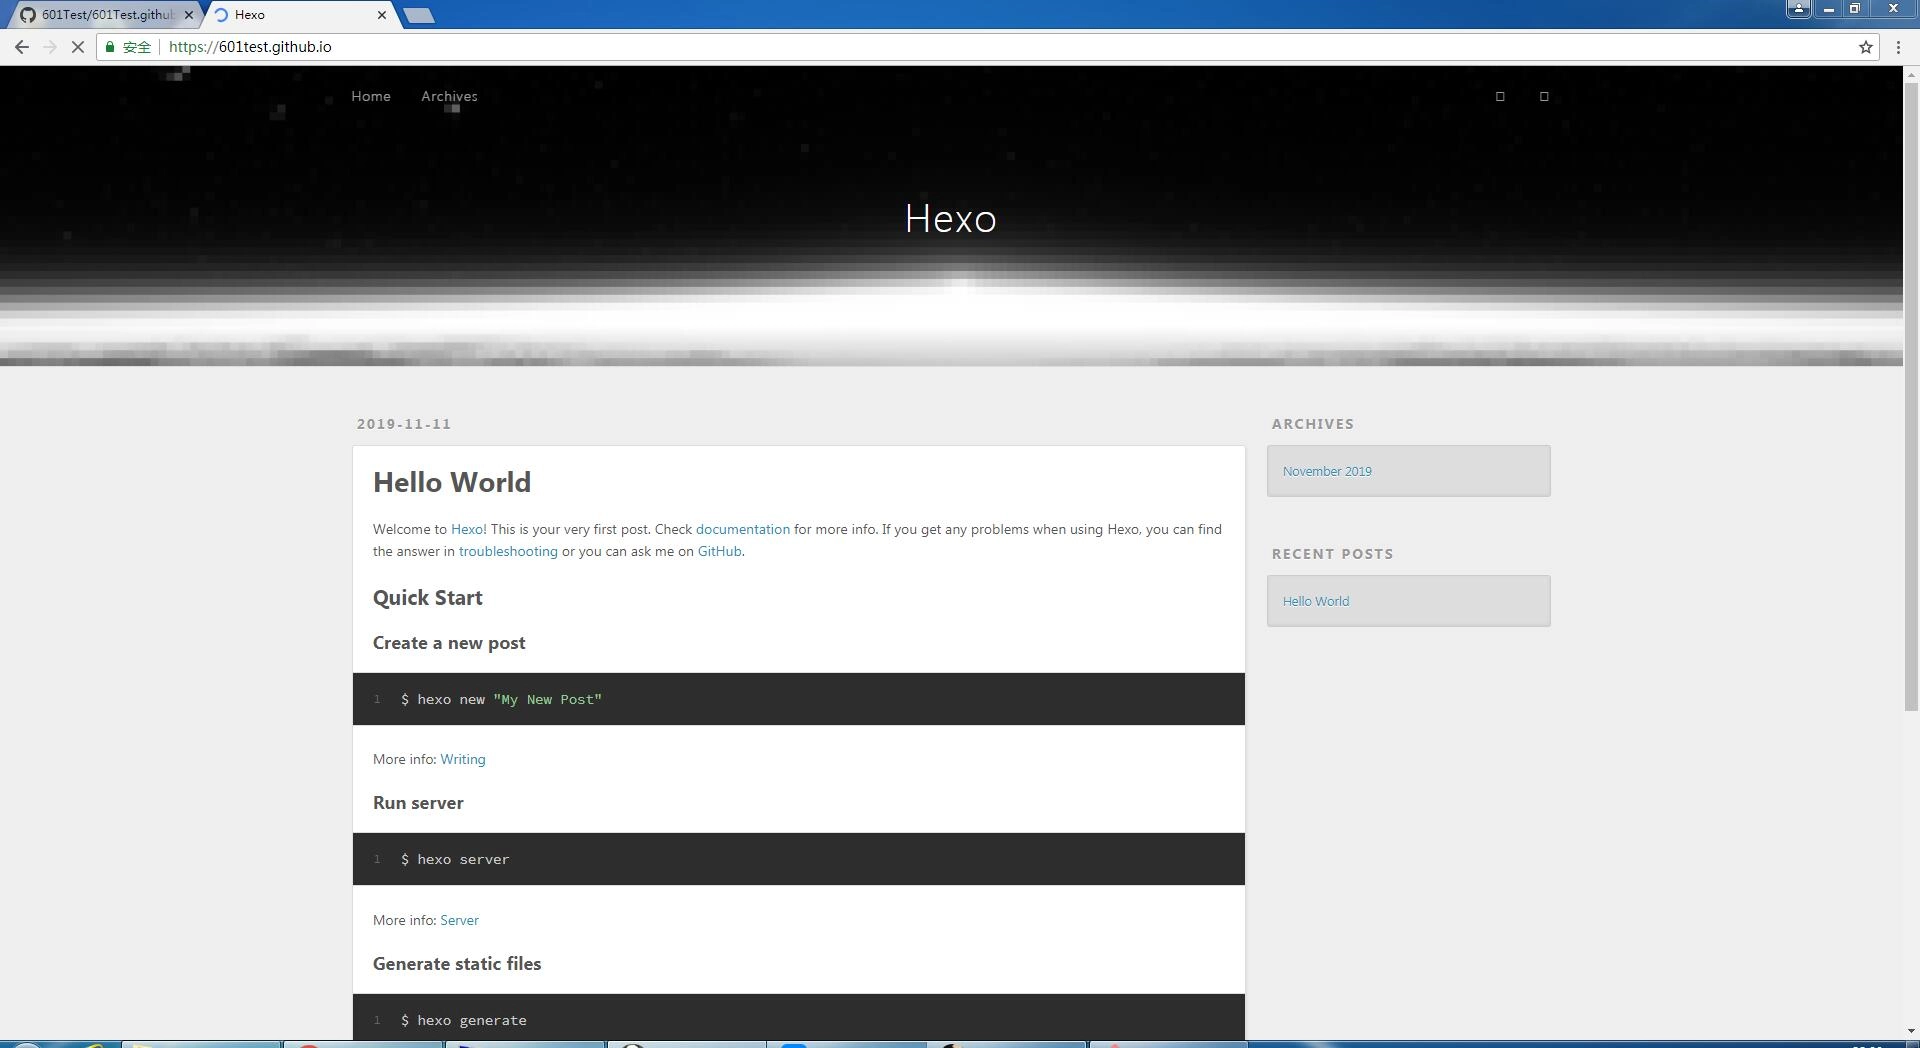 601Test/601Test.github
Hexo
安全
https://601test.github.io
Home
Archives
Hexo
2019-11-11
Hello World
Welcome to Hexo! This is your very first post. Check documentation for more info. If you get any problems when using Hexo, you can find
the answer in troubleshooting or you can ask me on GitHub.
Quick Start
Create a new post
1 $ hexo new "My New Post"
More info: Writing
Run server
1 $ hexo server
More info: Server
Generate static files
1 $ hexo generate
ARCHIVES
November 2019
RECENT POSTS
Hello World